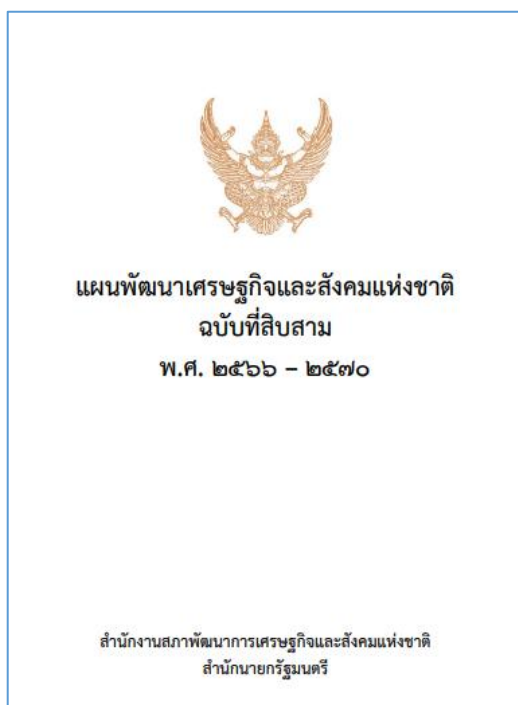 แผนพัฒนาเศรษฐกิจและสังคมแห่งชาติ
ฉบับที่สิบสาม
พ.ศ. ๒๕๖๖ – ๒๕๗๐
สำนักงานสภาพัฒนาการเศรษฐกิจและสังคมแห่งชาติ
สำนักนายกรัฐมนตรี